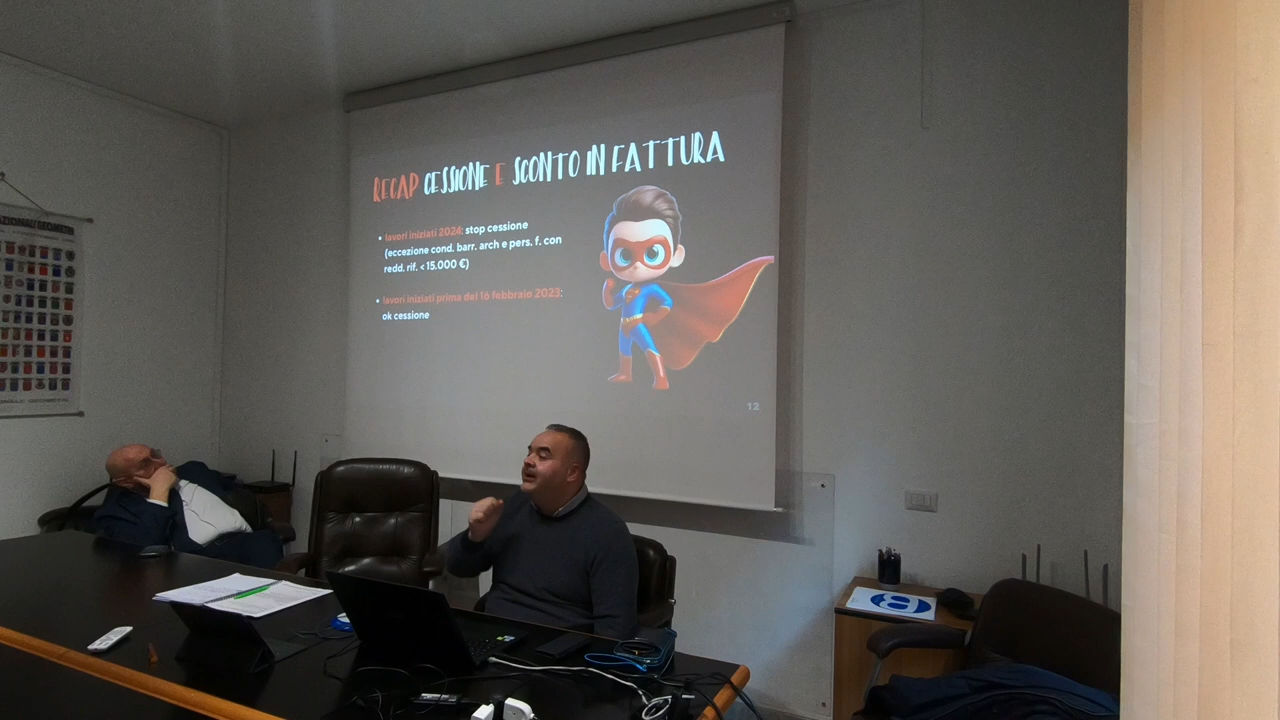 RECAP CESSIONE E SCONTO IN FATTURA
• lavori iniziati 2024: stop cessione
(eccezione cond. barr. arch e pers. f. con
redd. rif. < 15.000 €)
• lavori iniziati prima del 16 febbraio 2023:
ok cessione
12